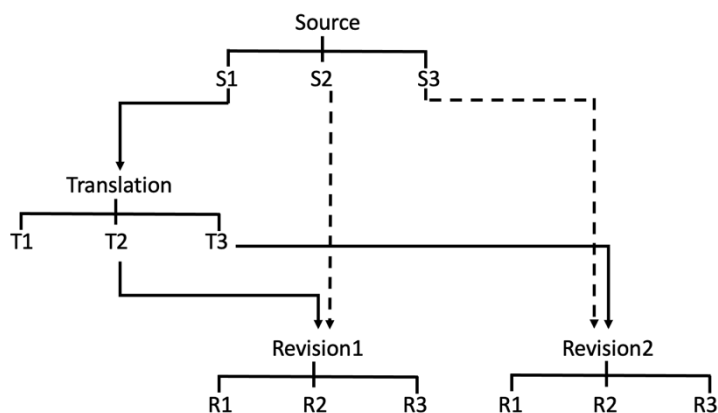 Source
S1 S2 S3
Translation
T1 T2 T3
Revision1 Revision2
R1 R2 R3 R1 R2 R3